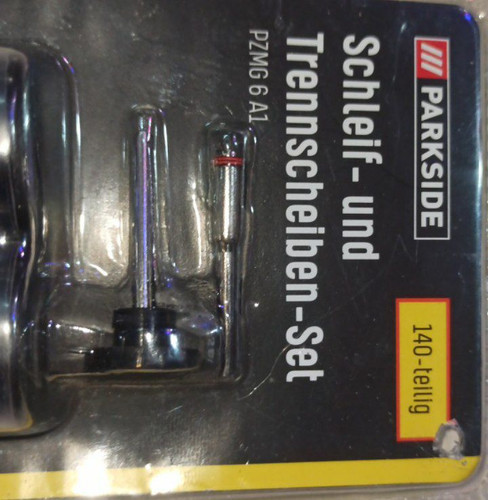 /// PARKSIDE
Schleif- und
Trennscheiben-Set
PZMG 6 A1
140-teilig